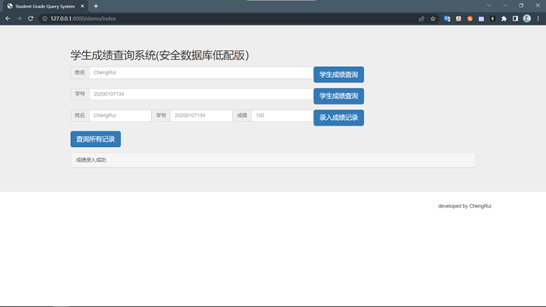 Student Grade Query System
127.0.0.1:8000/demo/index
学生成绩查询系统(安全数据库低配版)
姓名 ChengRui 学生成绩查询
学号 20200107134 学生成绩查询
姓名 ChengRui 学号 20200107134 成绩 100 录入成绩记录
查询所有记录
成绩录入成功
developed by ChengRui